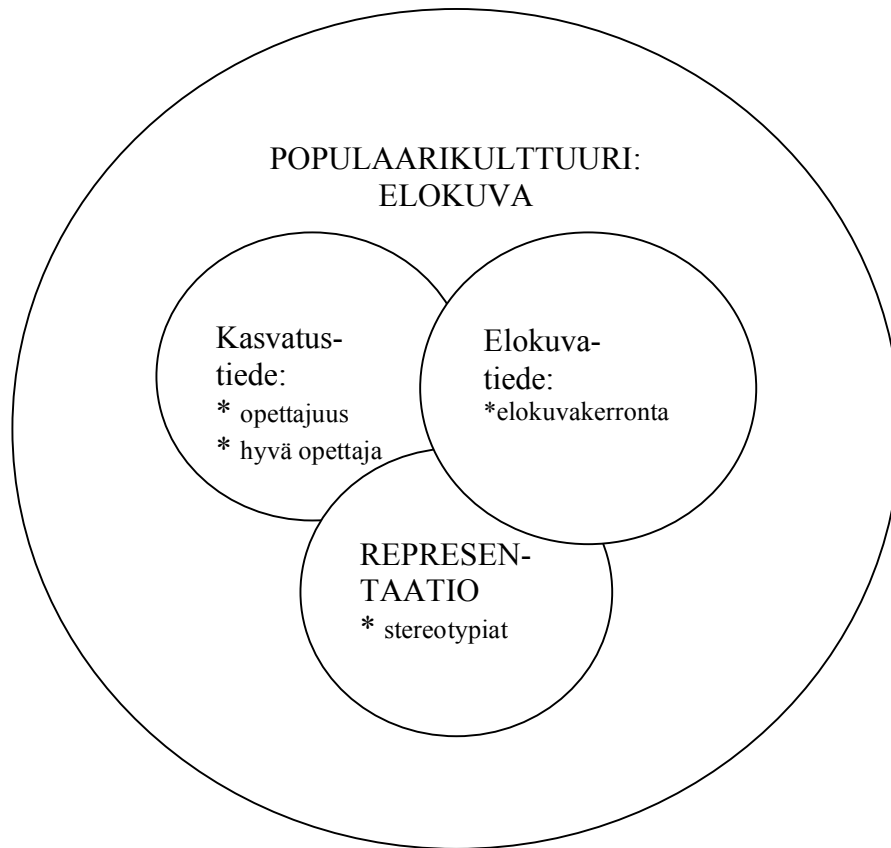 POPULAARIKULTTUURI:
ELOKUVA
Kasvatus-
tiede:
* opettajuus
* hyvä opettaja
Elokuva-
tiede:
*elokuvakerronta
REPRESEN-
TAATIO
* stereotypiat